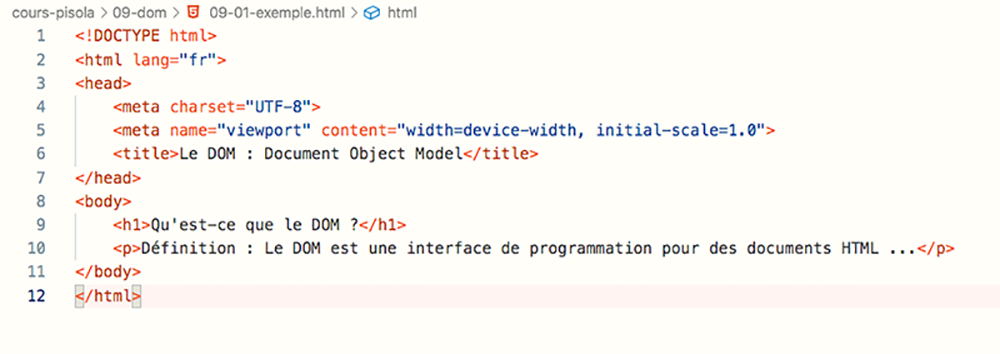 cours-pisola > 09-dom > 09-01-exemple.html > html
1 <!DOCTYPE html>
2 <html lang="fr">
3 <head>
4     <meta charset="UTF-8">
5     <meta name="viewport" content="width=device-width, initial-scale=1.0">
6     <title>Le DOM : Document Object Model</title>
7 </head>
8 <body>
9     <h1>Qu'est-ce que le DOM ?</h1>
10     <p>Définition : Le DOM est une interface de programmation pour des documents HTML ...</p>
11 </body>
12 </html>